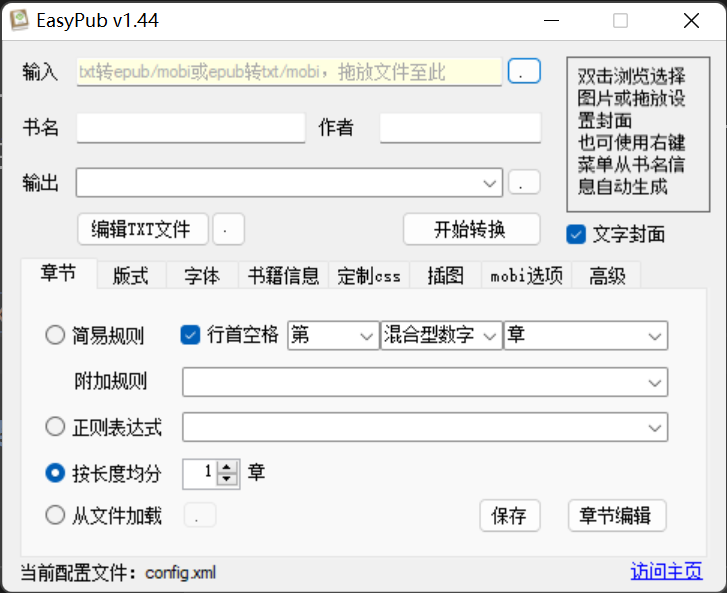 EasyPub v1.44
输入
txt转epub/mobi或epub转txt/mobi，拖放文件至此
.
双击浏览选择
图片或拖放设
置封面
也可使用右键
菜单从书名信
息自动生成
书名
作者
输出
.
编辑TXT文件
.
开始转换
文字封面
章节 版式 字体 书籍信息 定制css 插图 mobi选项 高级
简易规则 行首空格 第 混合型数字 章
附加规则
正则表达式
按长度均分 1 章
从文件加载 . 保存 章节编辑
当前配置文件：config.xml 访问主页